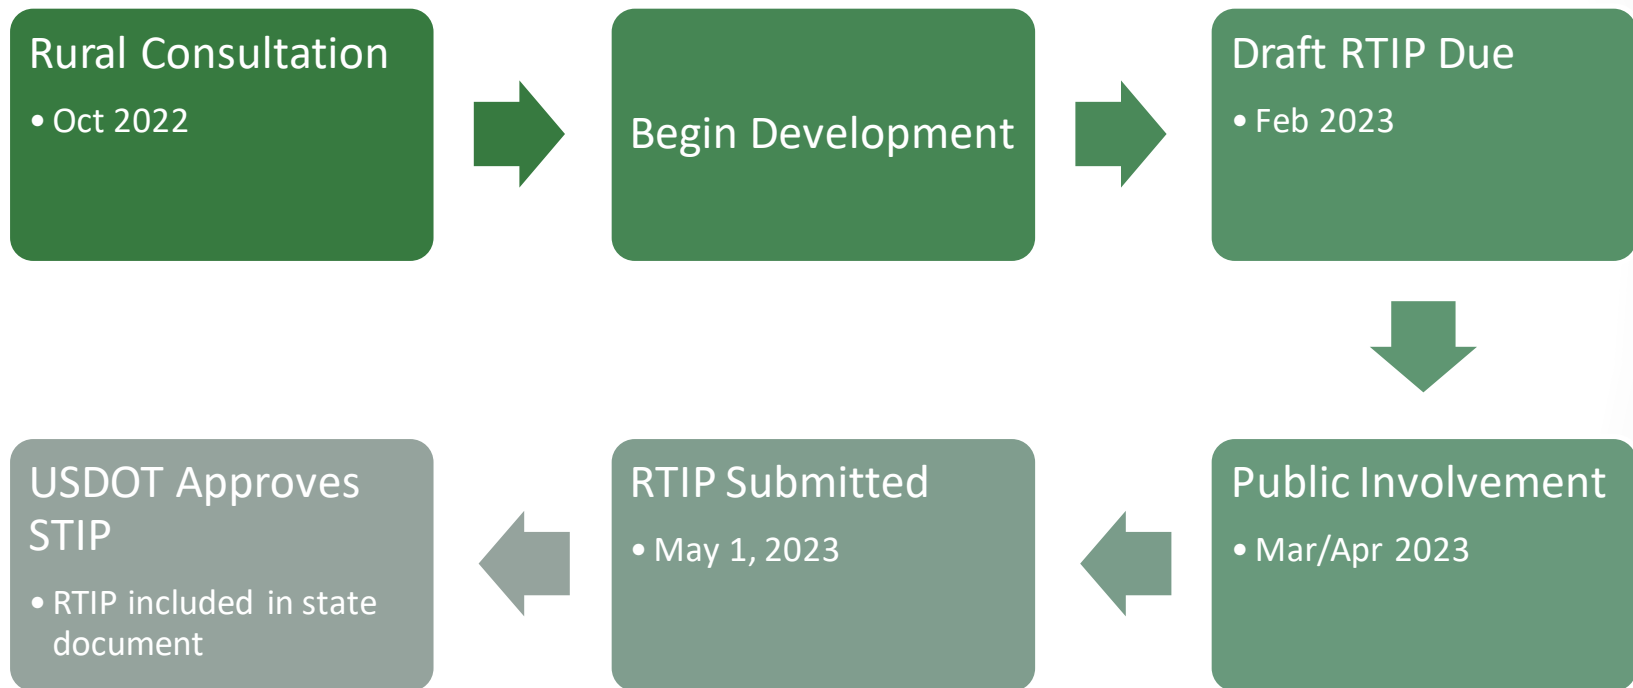 Rural Consultation
• Oct 2022
Begin Development
Draft RTIP Due
• Feb 2023
Public Involvement
• Mar/Apr 2023
RTIP Submitted
• May 1, 2023
USDOT Approves
STIP
• RTIP included in state
document